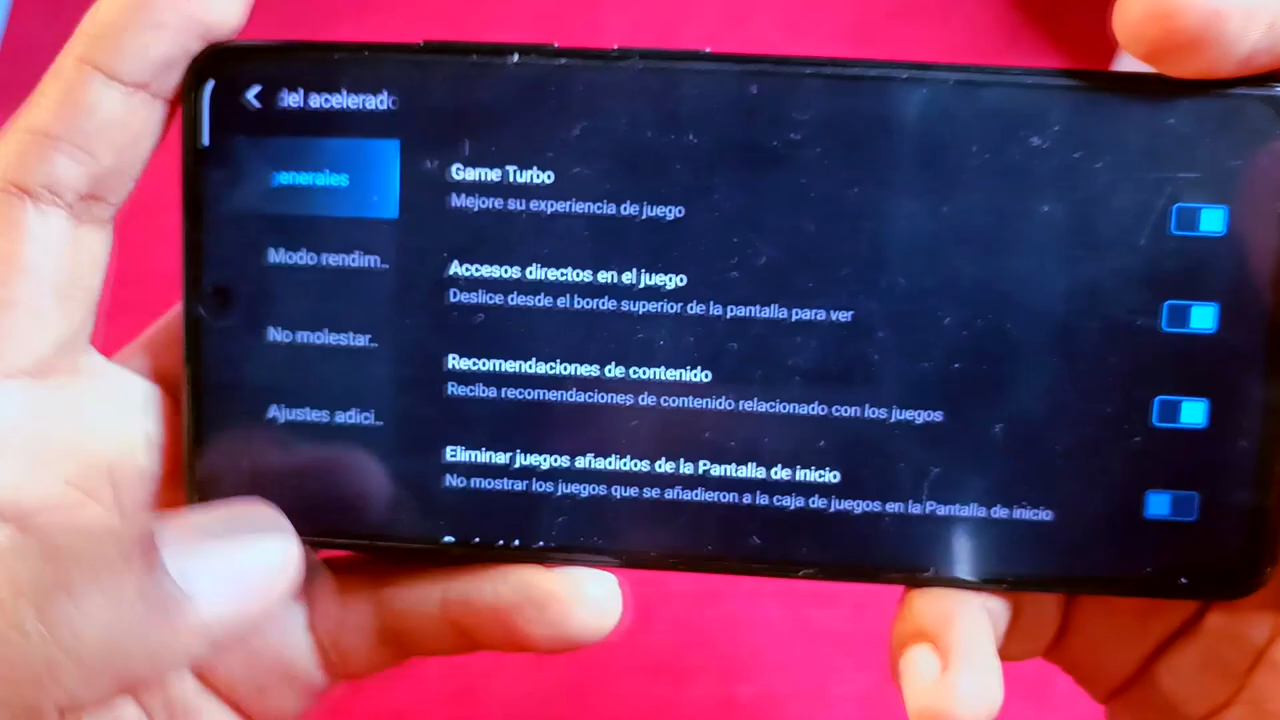 del acelerado
generales
Modo rendim..
No molestar..
Ajustes adici..
Game Turbo
Mejore su experiencia de juego
Accesos directos en el juego
Deslice desde el borde superior de la pantalla para ver
Recomendaciones de contenido
Reciba recomendaciones de contenido relacionado con los juegos
Eliminar juegos añadidos de la Pantalla de inicio
No mostrar los juegos que se añadieron a la caja de juegos en la Pantalla de inicio